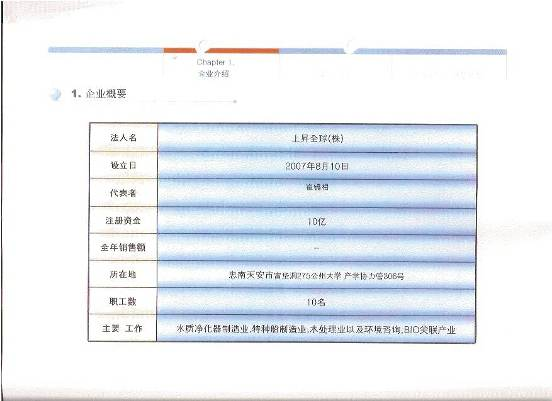 Chapter 1.
企业介绍
1. 企业概要
法人名 上昇全球(株)
设立日 2007年8月10日
代表者
注册资金 10亿
全年销售额 --
所在地 忠南天安市富垈洞275公州大学 产学协力馆306号
职工数 10名
主要 工作 水质净化器制造业,特种船制造业,水处理业以及环境咨询,BIO关联产业